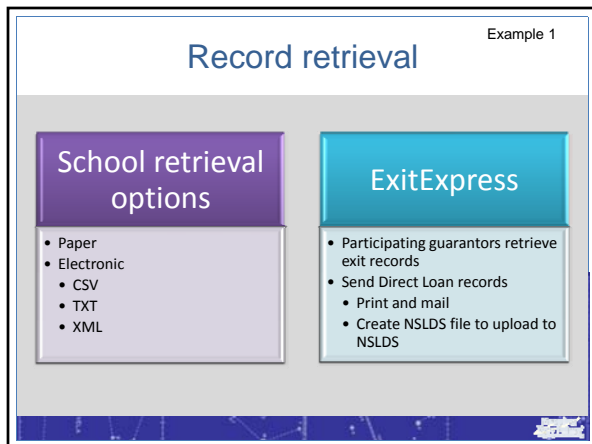 Example 1
Record retrieval
School retrieval
options
• Paper
• Electronic
• CSV
• TXT
• XML
ExitExpress
• Participating guarantors retrieve
exit records
• Send Direct Loan records
• Print and mail
• Create NSLDS file to upload to
NSLDS